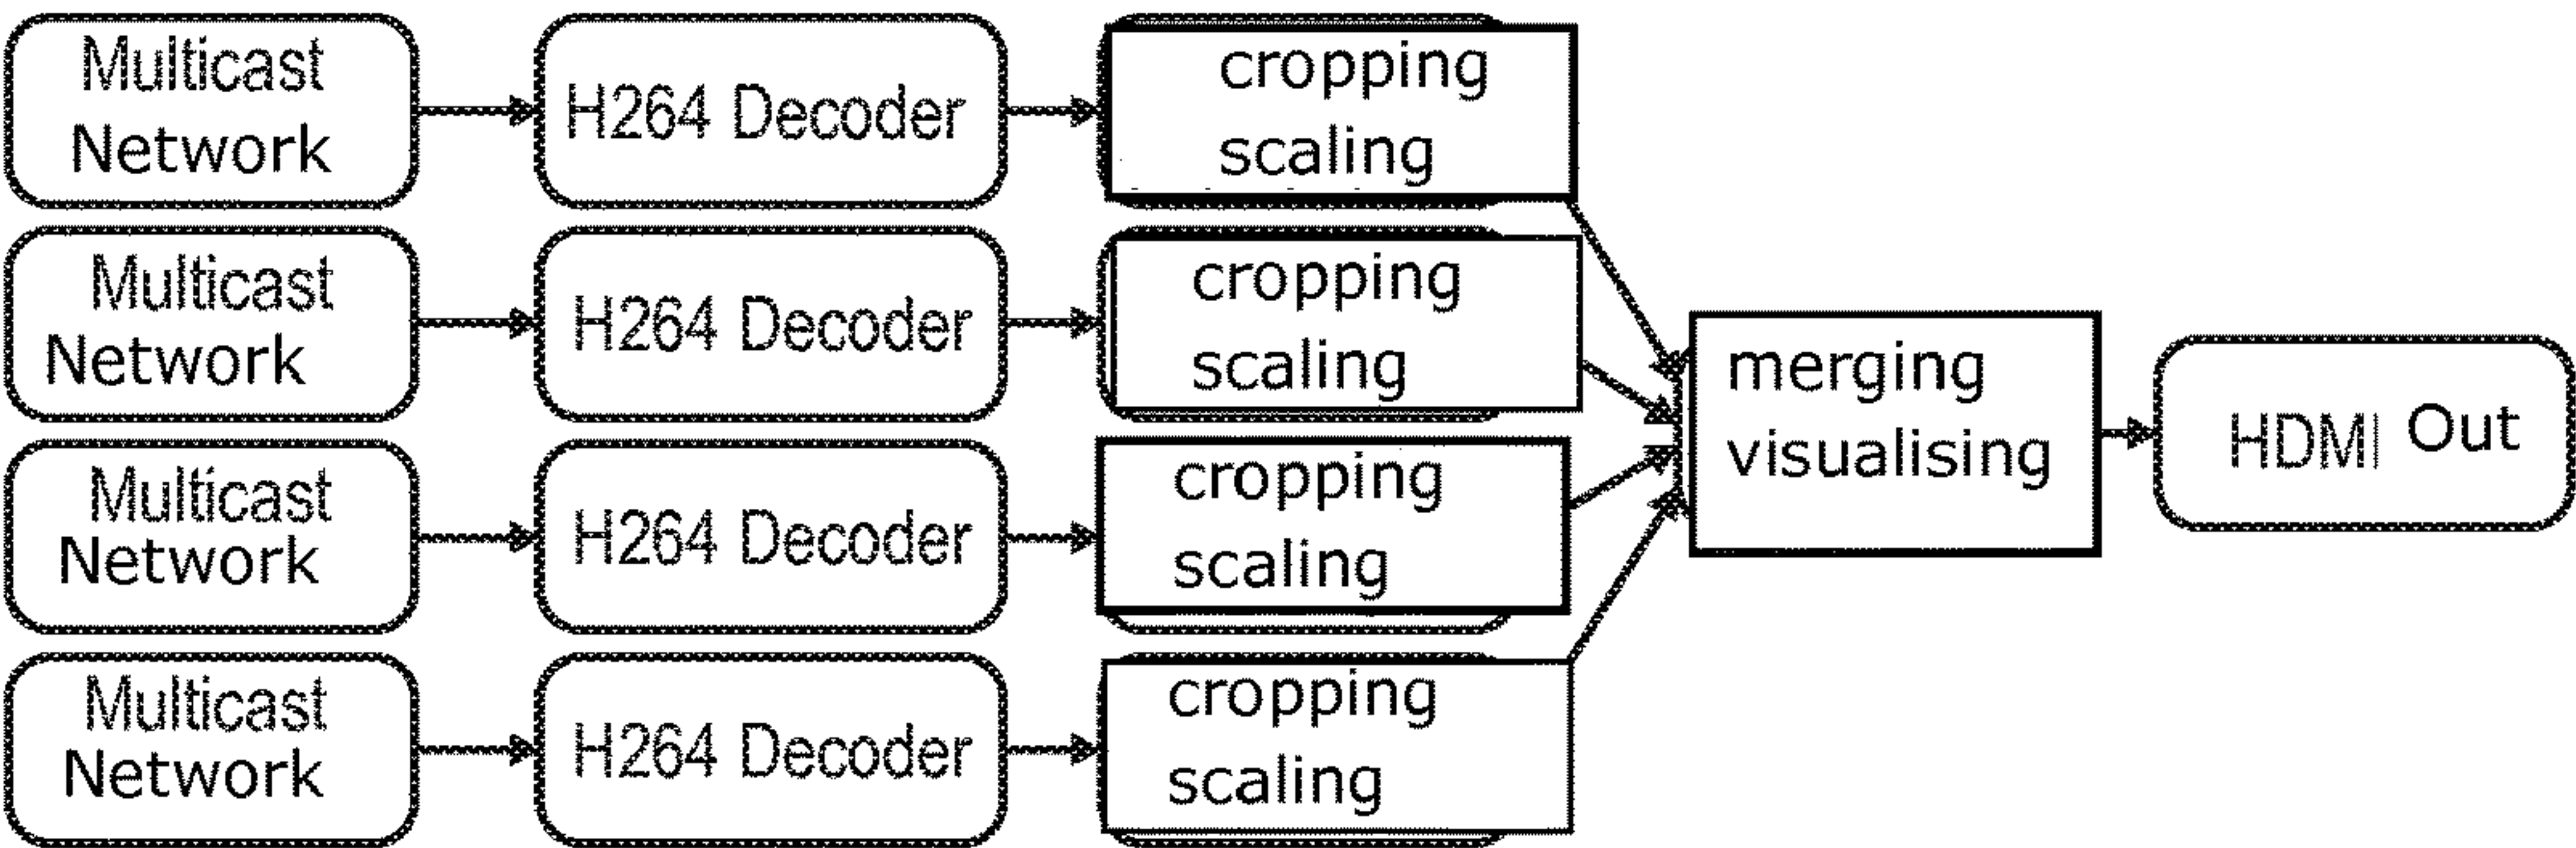 Multicast
Network
H264 Decoder
cropping
scaling
Multicast
Network
H264 Decoder
cropping
scaling
Multicast
Network
H264 Decoder
cropping
scaling
Multicast
Network
H264 Decoder
cropping
scaling
merging
visualising
HDMI Out